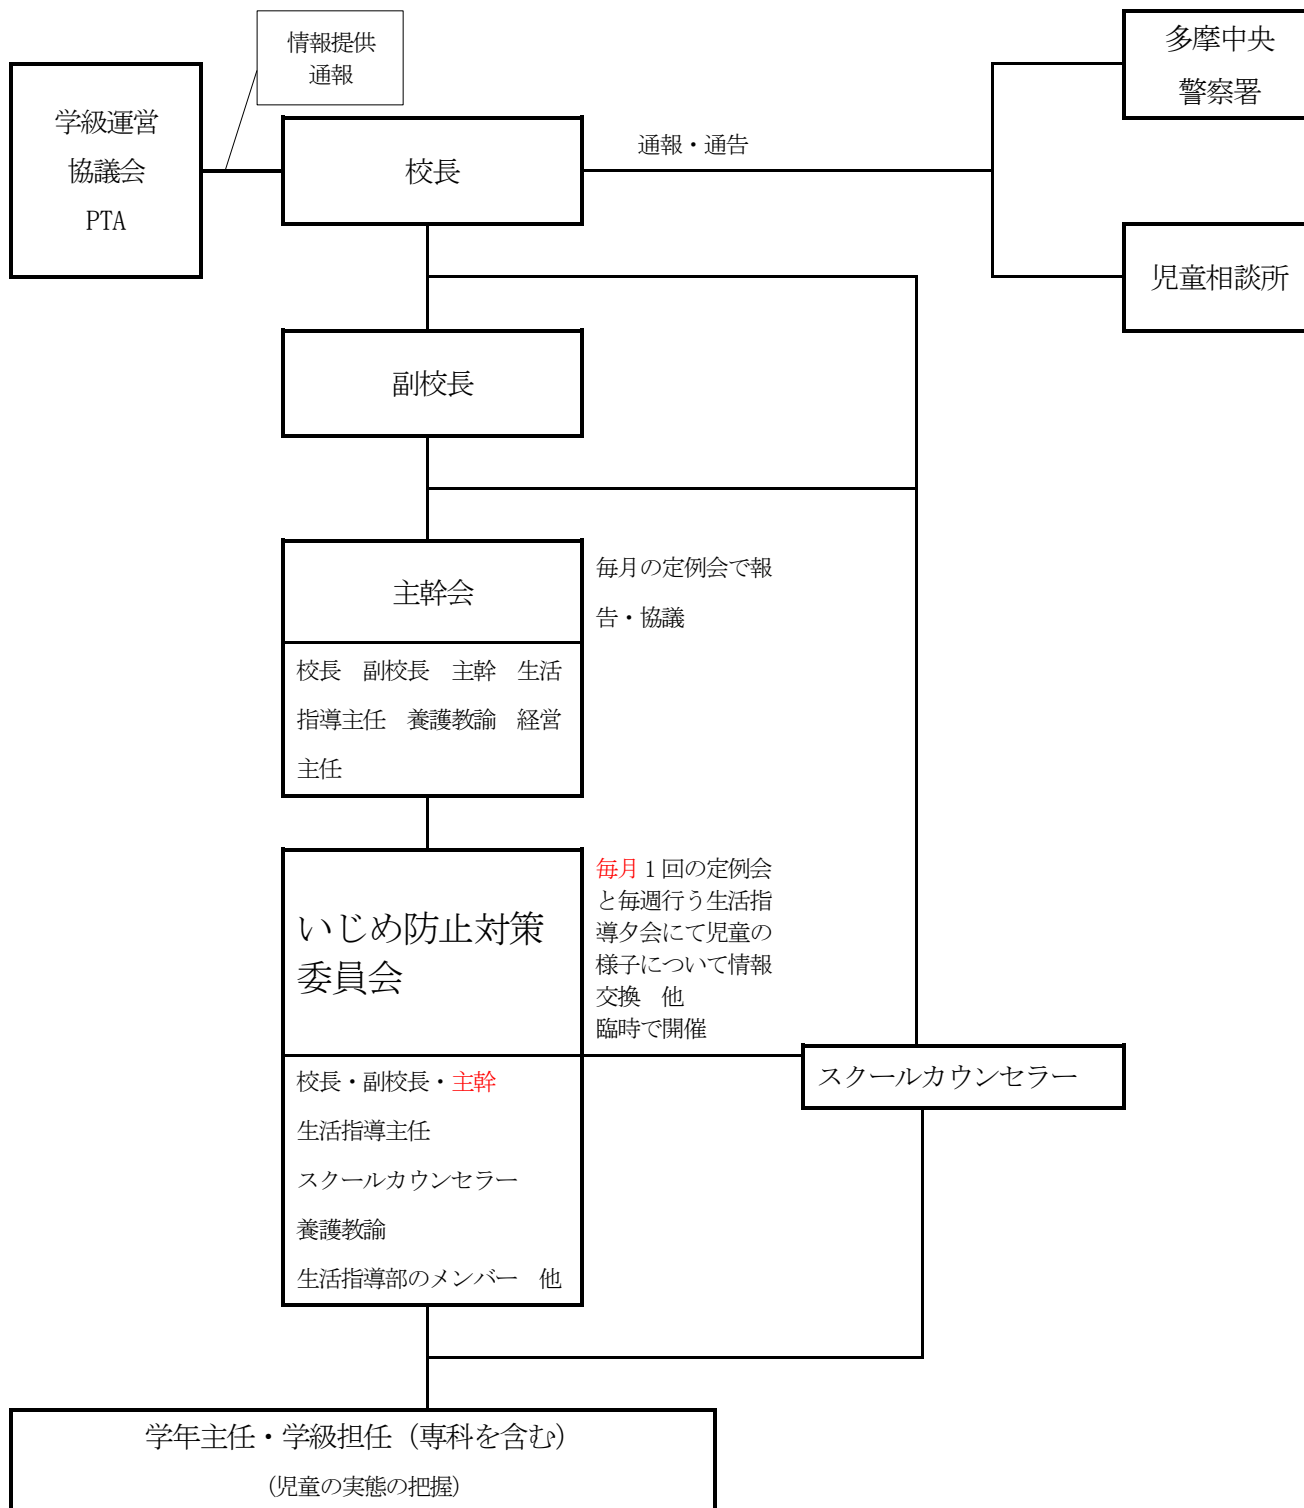 情報提供
通報
多摩中央
警察署
学級運営
協議会
PTA
校長
通報・通告
児童相談所
副校長
主幹会
毎月の定例会で報
告・協議
校長　副校長　主幹　生活
指導主任　養護教諭　経営
主任
いじめ防止対策
委員会
毎月１回の定例会
と毎週行う生活指
導夕会にて児童の
様子について情報
交換　他
臨時で開催
校長・副校長・主幹
生活指導主任
スクールカウンセラー
養護教諭
生活指導部のメンバー　他
スクールカウンセラー
学年主任・学級担任（専科を含む）
（児童の実態の把握）